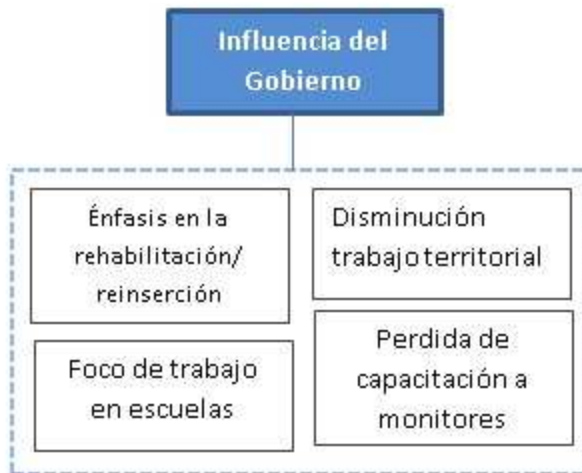 Influencia del
Gobierno
Énfasis en la
rehabilitación/
reinserción
Disminución
trabajo territorial
Foco de trabajo
en escuelas
Perdida de
capacitación a
monitores